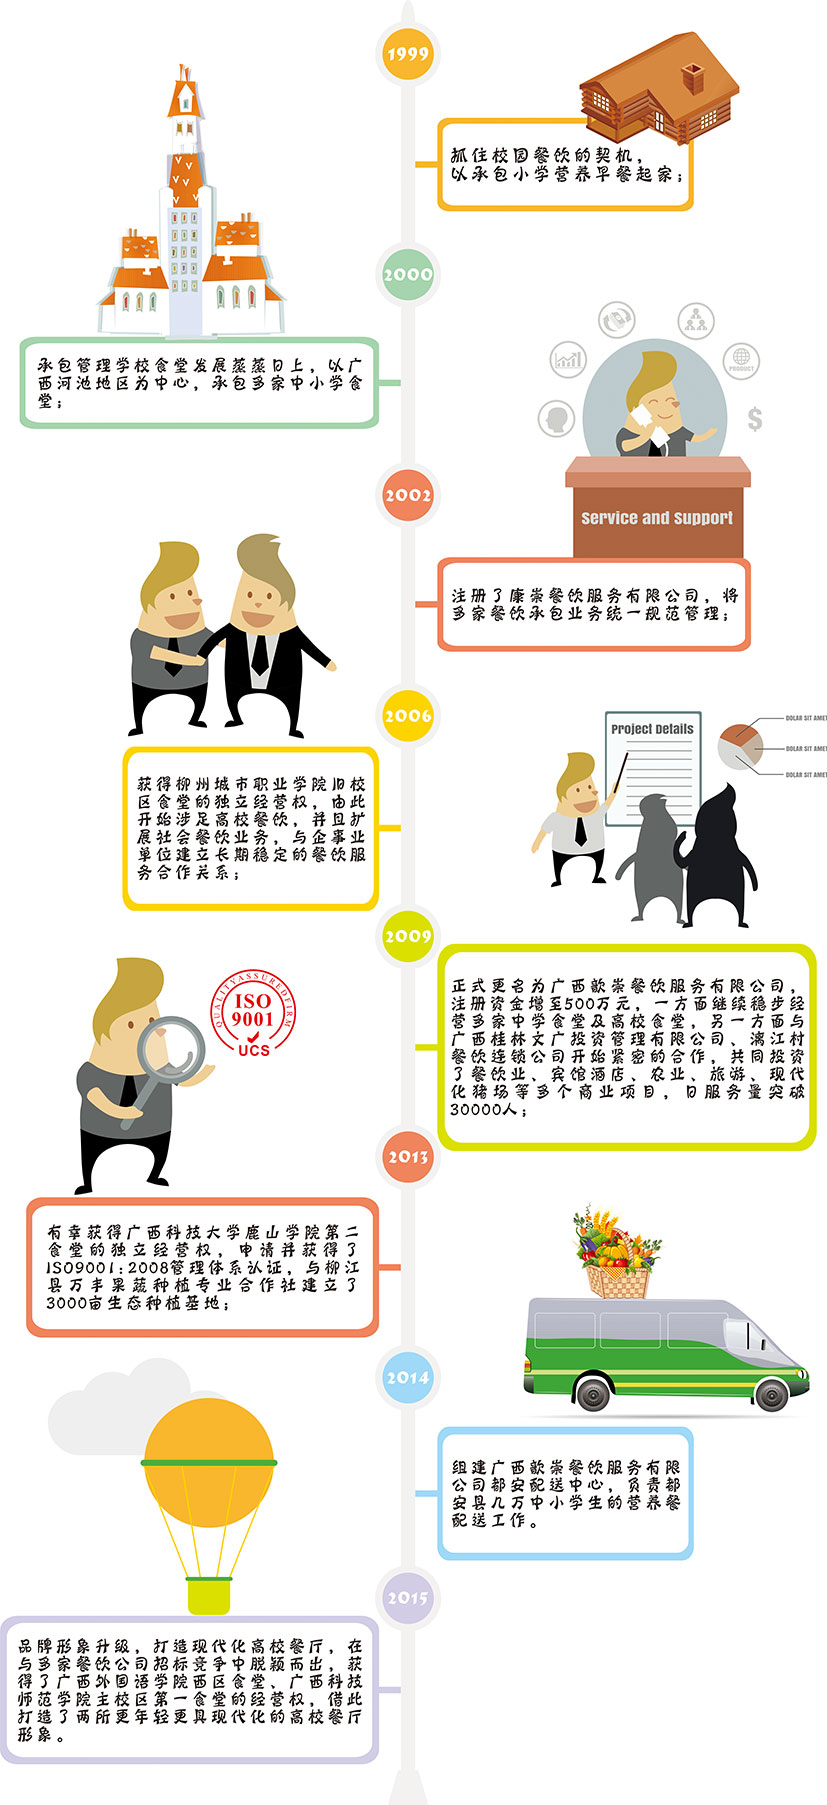 1999
抓住校园餐饮的契机，
以承包小学营养早餐起家；
2000
承包管理学校食堂发展蒸蒸日上，以广
西河池地区为中心，承包多家中小学食
堂；
PRODUCT
$
Service and Support
2002
注册了康崇餐饮服务有限公司，将
多家餐饮承包业务统一规范管理；
2006
获得柳州城市职业学院旧校
区食堂的独立经营权，由此
开始涉足高校餐饮，并且扩
展社会餐饮业务，与企事业
单位建立长期稳定的餐饮服
务合作关系；
Project Details
DOLAR SIT AMET
DOLAR SIT AMET
DOLAR SIT AMET
2009
正式更名为广西歆崇餐饮服务有限公司，
注册资金增至500万元，一方面继续稳步经
营多家中学食堂及高校食堂，另一方面与
广西桂林文广投资管理有限公司、漓江村
餐饮连锁公司开始紧密的合作，共同投资
了餐饮业、宾馆酒店、农业、旅游、现代
化猪场等多个商业项目，日服务量突破
30000人；
QUALITY ASSURED FIRM
ISO
9001
UCS
2013
有幸获得广西科技大学鹿山学院第二
食堂的独立经营权，申请并获得了
ISO9001:2008管理体系认证，与柳江
县万丰果蔬种植专业合作社建立了
3000亩生态种植基地；
2014
组建广西歆崇餐饮服务有限
公司都安配送中心，负责都
安县几万中小学生的营养餐
配送工作。
2015
品牌形象升级，打造现代化高校餐厅，在
与多家餐饮公司招标竞争中脱颖而出，获
得了广西外国语学院西区食堂、广西科技
师范学院主校区第一食堂的经营权，借此
打造了两所更年轻更具现代化的高校餐厅
形象。